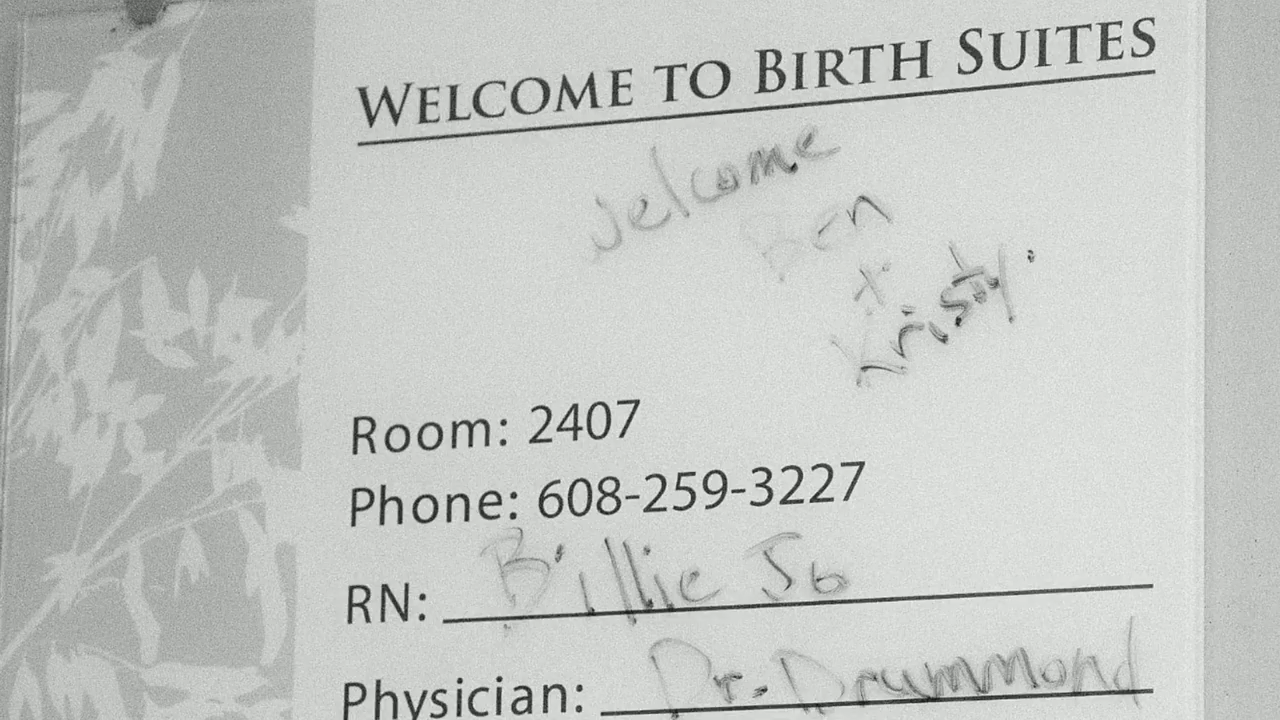 WELCOME TO BIRTH SUITES
Welcome
Ben
x
Kristy.
Room: 2407
Phone: 608-259-3227
RN: Billie Jo
Physician: Dr. Drummond